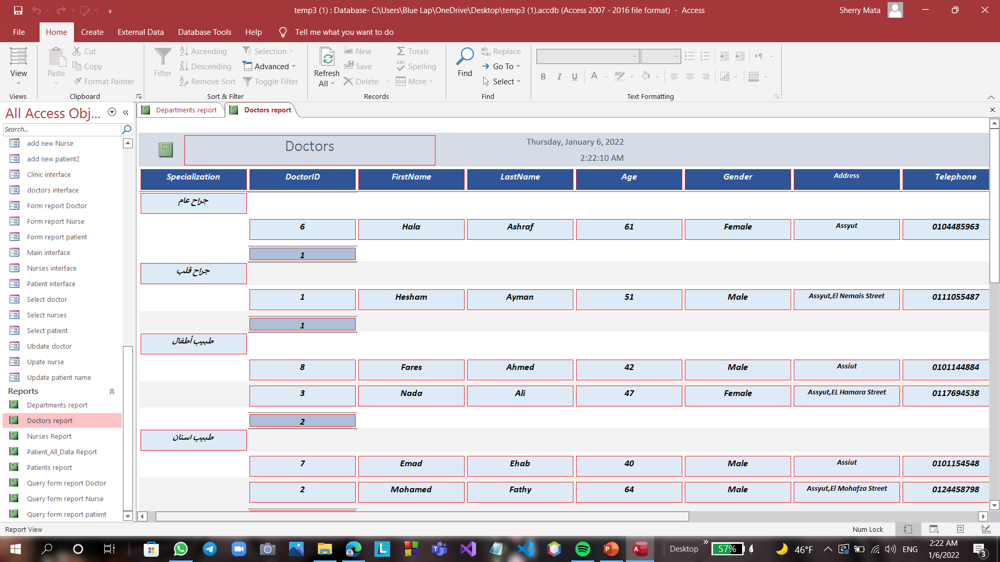 temp3 (1) : Database- C:\Users\Blue Lap\OneDrive\Desktop\temp3 (1).accdb (Access 2007 - 2016 file format) - Access
Sherry Mata
File Home Create External Data Database Tools Help Tell me what you want to do
View
Views
Paste
Cut
Copy
Format Painter
Clipboard
Filter
Ascending
Descending
Remove Sort
Selection
Advanced
Toggle Filter
Sort & Filter
Refresh All
New
Save
Delete
Totals
Spelling
More
Records
Find
Replace
Go To
Select
Find
B I U A
Text Formatting
All Access Obj...
Search...
add new Nurse
add new patient2
Clinic interface
doctors interface
Form report Doctor
Form report Nurse
Form report patient
Main interface
Nurses interface
Patient interface
Select doctor
Select nurses
Select patient
Ubdate doctor
Upate nurse
Update patient name
Reports
Departments report
Doctors report
Nurses Report
Patient_All_Data Report
Patients report
Query form report Doctor
Query form report Nurse
Query form report patient
Departments report Doctors report
Doctors
Thursday, January 6, 2022
2:22:10 AM
Specialization DoctorID FirstName LastName Age Gender Address Telephone
جراح عام
6 Hala Ashraf 61 Female Assyut 0104485963
1
جراح قلب
1 Hesham Ayman 51 Male Assyut,El Nemais Street 0111055487
1
طبيب أطفال
8 Fares Ahmed 42 Male Assiut 0101144884
3 Nada Ali 47 Female Assyut,EL Hamara Street 0117694538
2
طبيب اسنان
7 Emad Ehab 40 Male Assiut 0101154548
2 Mohamed Fathy 64 Male Assyut,El Mohafza Street 0124458798
Report View
Num Lock
Desktop
57%
46°F
ENG
2:22 AM
1/6/2022
3